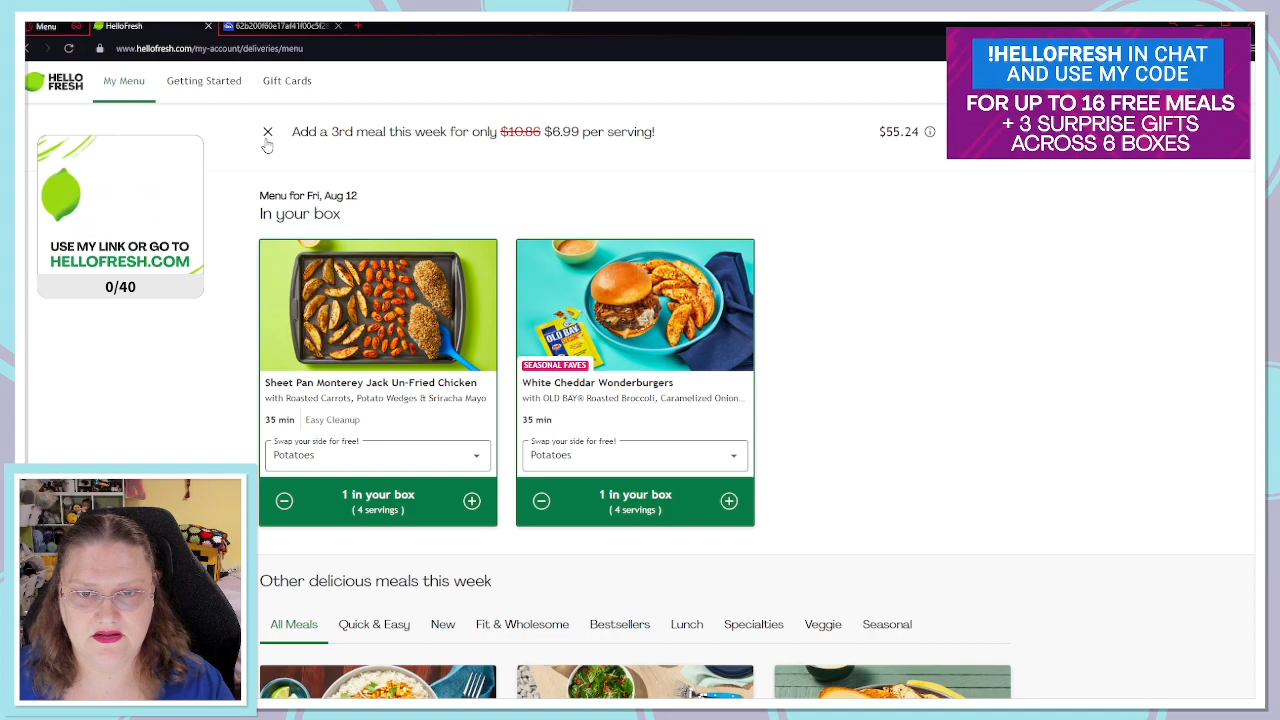 Menu
HelloFresh
62b200f60e17af41f00c5f2
www.hellofresh.com/my-account/deliveries/menu
!HELLOFRESH IN CHAT
AND USE MY CODE
FOR UP TO 16 FREE MEALS
+ 3 SURPRISE GIFTS
ACROSS 6 BOXES
HELLO
FRESH
My Menu
Getting Started
Gift Cards
Add a 3rd meal this week for only $10.86 $6.99 per serving!
$55.24
USE MY LINK OR GO TO
HELLOFRESH.COM
0/40
Menu for Fri, Aug 12
In your box
OLD BAY
SEASONAL FAVES
Sheet Pan Monterey Jack Un-Fried Chicken
with Roasted Carrots, Potato Wedges & Sriracha Mayo
35 min
Easy Cleanup
Swap your side for free!
Potatoes
1 in your box
( 4 servings )
White Cheddar Wonderburgers
with OLD BAY® Roasted Broccoli, Caramelized Onion...
35 min
Swap your side for free!
Potatoes
1 in your box
( 4 servings )
Other delicious meals this week
All Meals
Quick & Easy
New
Fit & Wholesome
Bestsellers
Lunch
Specialties
Veggie
Seasonal